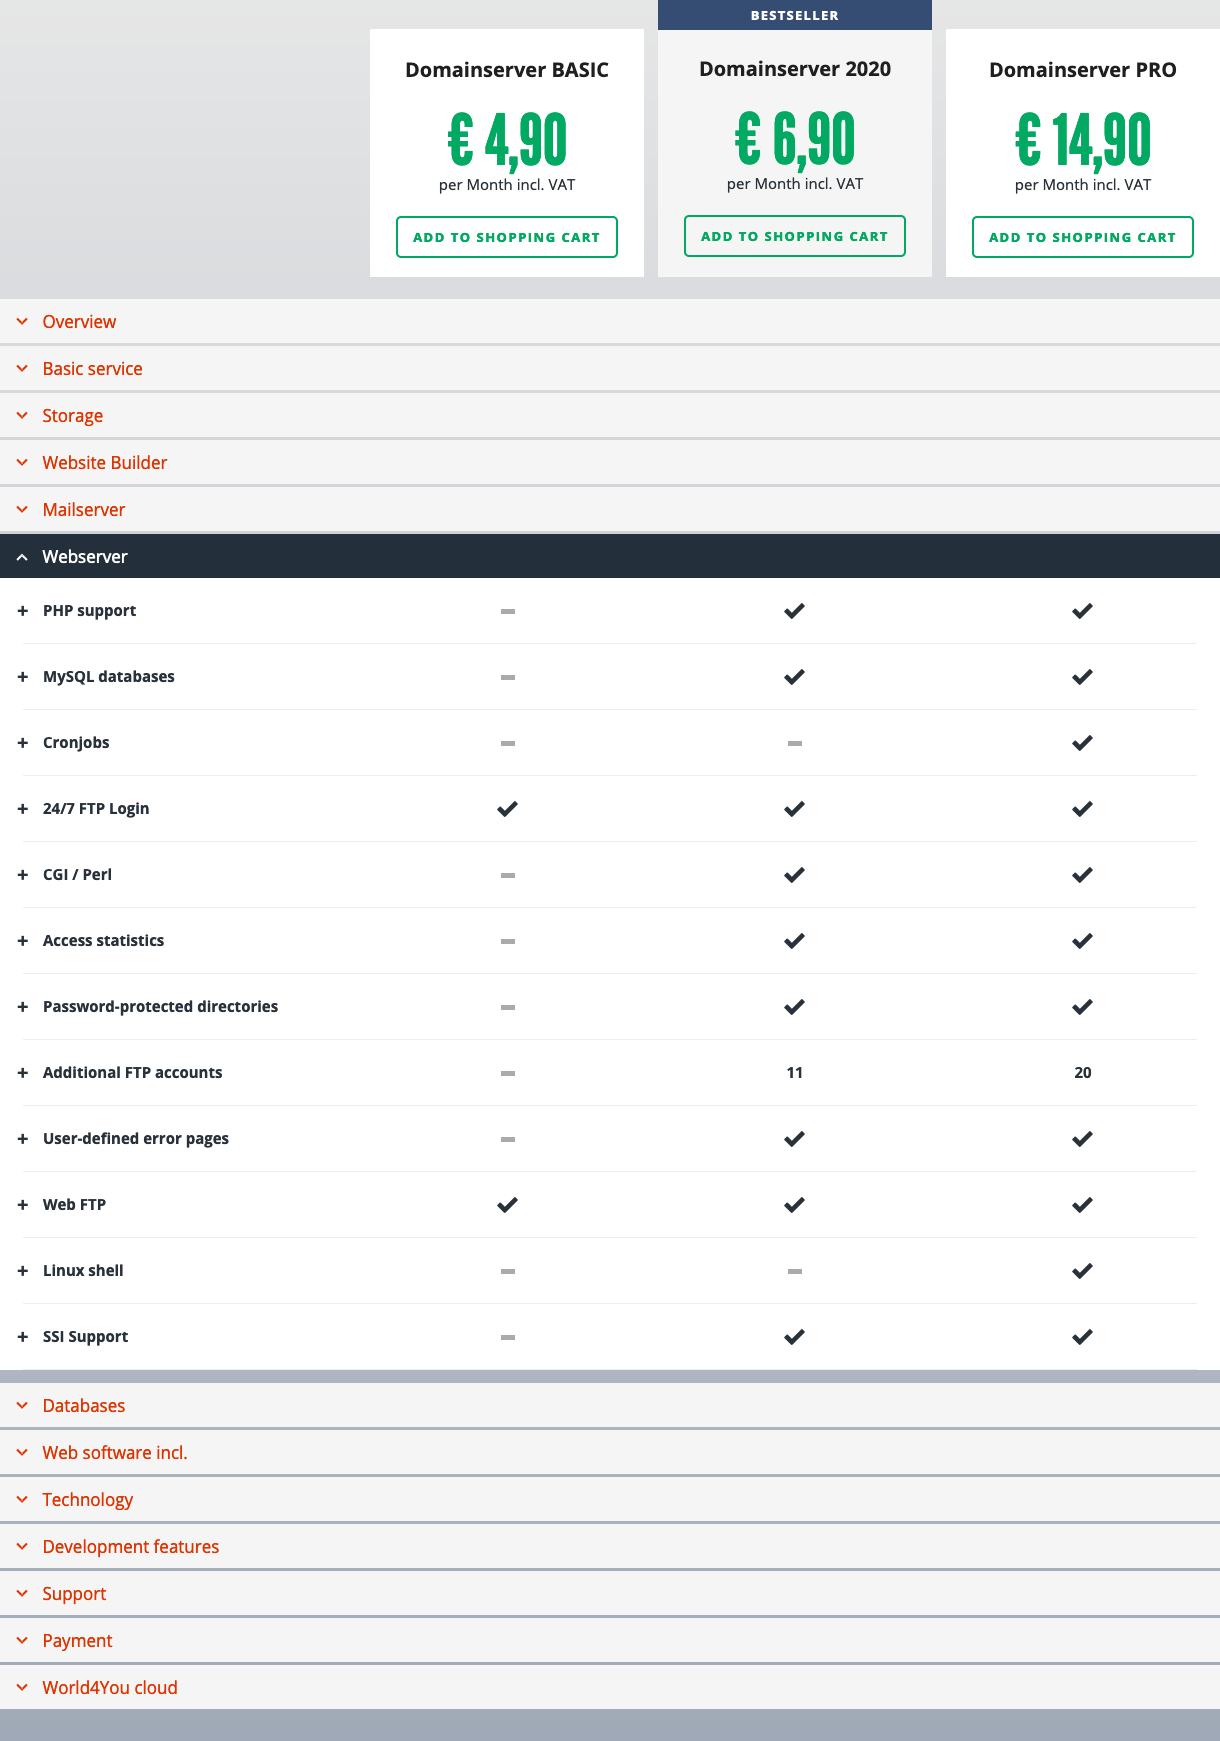 BESTSELLER
Domainserver BASIC
€ 4,90
per Month incl. VAT
ADD TO SHOPPING CART
Domainserver 2020
€ 6,90
per Month incl. VAT
ADD TO SHOPPING CART
Domainserver PRO
€ 14,90
per Month incl. VAT
ADD TO SHOPPING CART
Overview
Basic service
Storage
Website Builder
Mailserver
Webserver
PHP support
MySQL databases
Cronjobs
24/7 FTP Login
CGI / Perl
Access statistics
Password-protected directories
Additional FTP accounts 11 20
User-defined error pages
Web FTP
Linux shell
SSI Support
Databases
Web software incl.
Technology
Development features
Support
Payment
World4You cloud